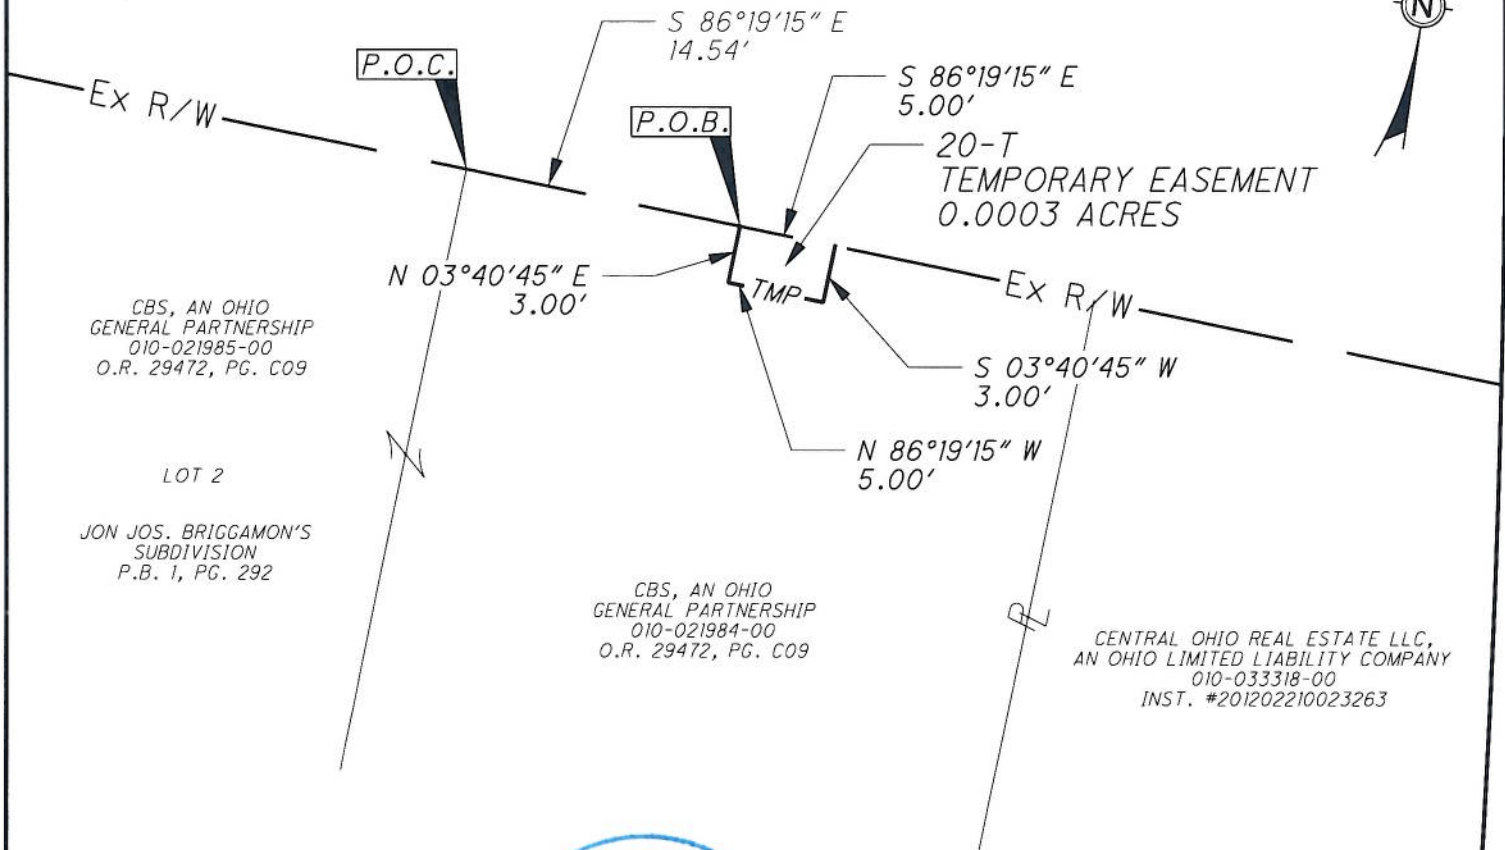 N
S 86°19'15" E
14.54'
P.O.C.
S 86°19'15" E
5.00'
Ex R/W
P.O.B.
20-T
TEMPORARY EASEMENT
0.0003 ACRES
N 03°40'45" E
3.00'
TMP
Ex R/W
CBS, AN OHIO
GENERAL PARTNERSHIP
010-021985-00
O.R. 29472, PG. C09
S 03°40'45" W
3.00'
N 86°19'15" W
5.00'
LOT 2
JON JOS. BRIGGAMON'S
SUBDIVISION
P.B. 1, PG. 292
CBS, AN OHIO
GENERAL PARTNERSHIP
010-021984-00
O.R. 29472, PG. C09
PL
CENTRAL OHIO REAL ESTATE LLC,
AN OHIO LIMITED LIABILITY COMPANY
010-033318-00
INST. #201202210023263